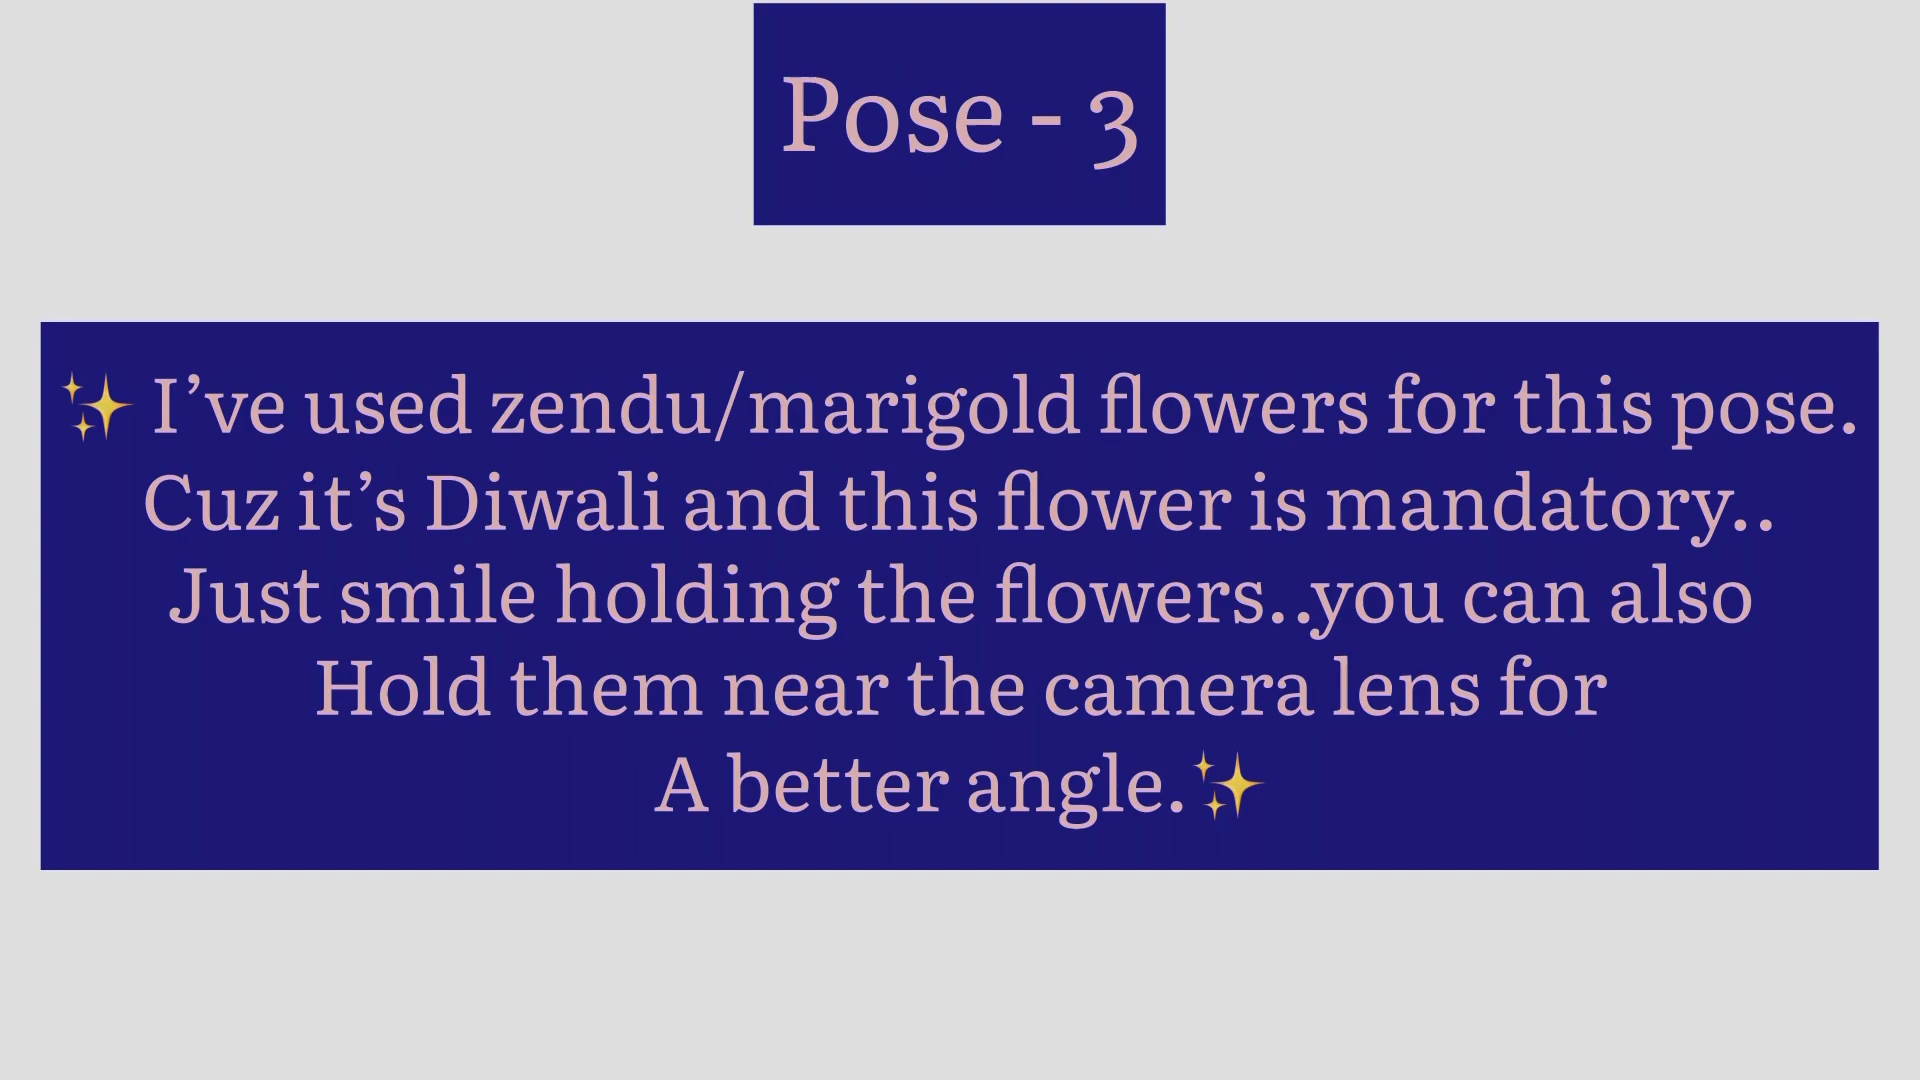 Pose - 3
✨ I’ve used zendu/marigold flowers for this pose.
Cuz it’s Diwali and this flower is mandatory..
Just smile holding the flowers..you can also
Hold them near the camera lens for
A better angle.✨